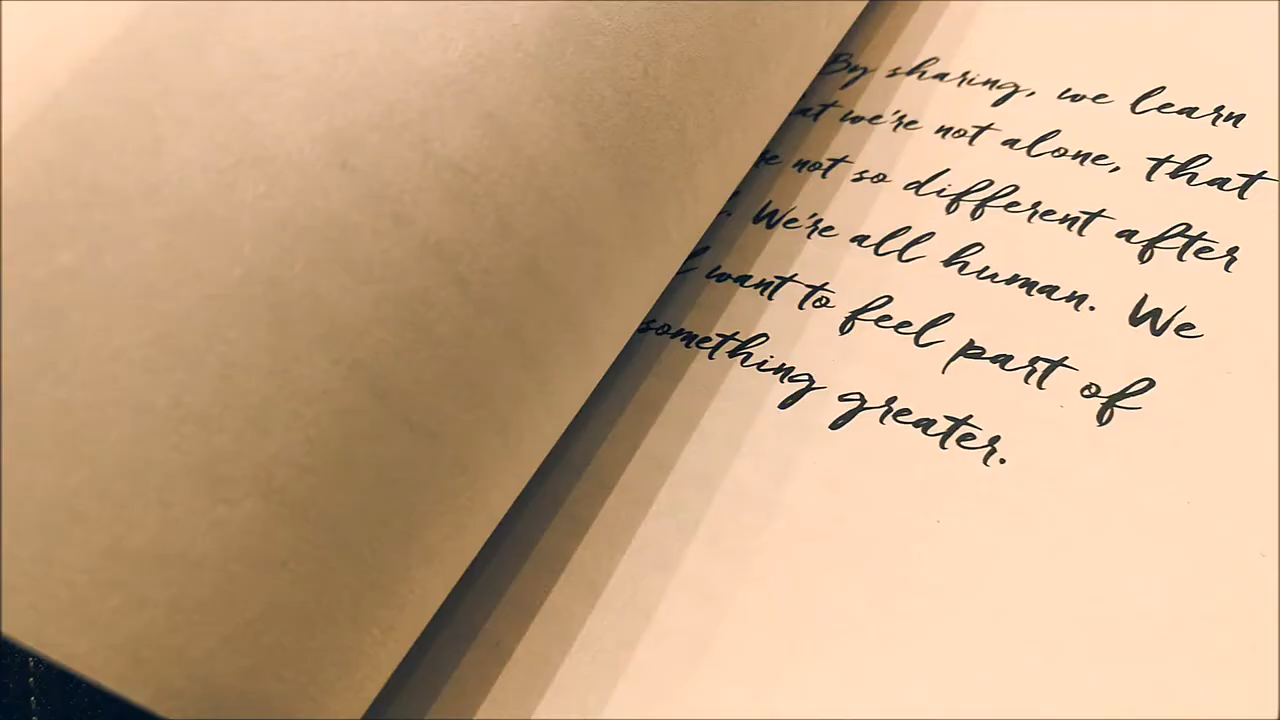 By sharing, we learn
at we're not alone, that
e not so different after
. We're all human. We
l want to feel part of
something greater.